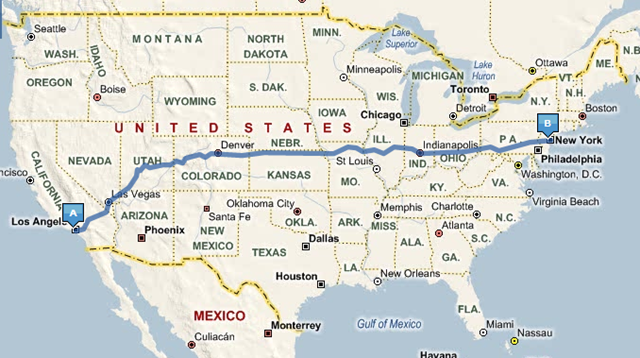 Seattle
WASH.
OREGON
IDAHO
Boise
MONTANA
NORTH
DAKOTA
S. DAK.
WYOMING
MINN.
Minneapolis
Lake
Superior
WIS.
MICHIGAN
Lake
Huron
Toronto
Ottawa
VT.
N.H.
ME.
N.B.
N.Y.
Boston
Detroit
Chicago
IOWA
UNITED STATES
NEVADA
UTAH
Denver
NEBR.
ILL.
Indianapolis
IND.
OHIO
PA
B
New York
Philadelphia
Washington, D.C.
CALIFORNIA
COLORADO
KANSAS
St Louis
MO.
KY.
VA.
Virginia Beach
Las Vegas
A
Los Angele
ARIZONA
Phoenix
Santa Fe
NEW
MEXICO
Oklahoma City
OKLA.
ARK.
Memphis
Charlotte
N.C.
S.C.
Atlanta
MISS.
ALA.
GA.
TEXAS
Dallas
LA.
New Orleans
Houston
FLA.
MEXICO
Monterrey
Culiacán
Gulf of Mexico
Miami
Nassau
Havana